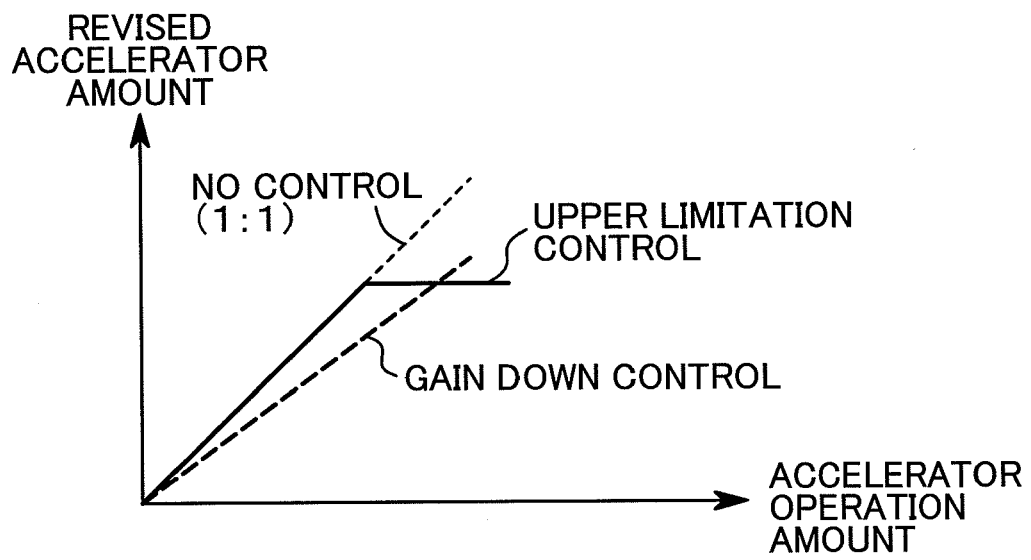 REVISED
ACCELERATOR
AMOUNT
NO CONTROL
(1:1)
UPPER LIMITATION
CONTROL
GAIN DOWN CONTROL
ACCELERATOR
OPERATION
AMOUNT